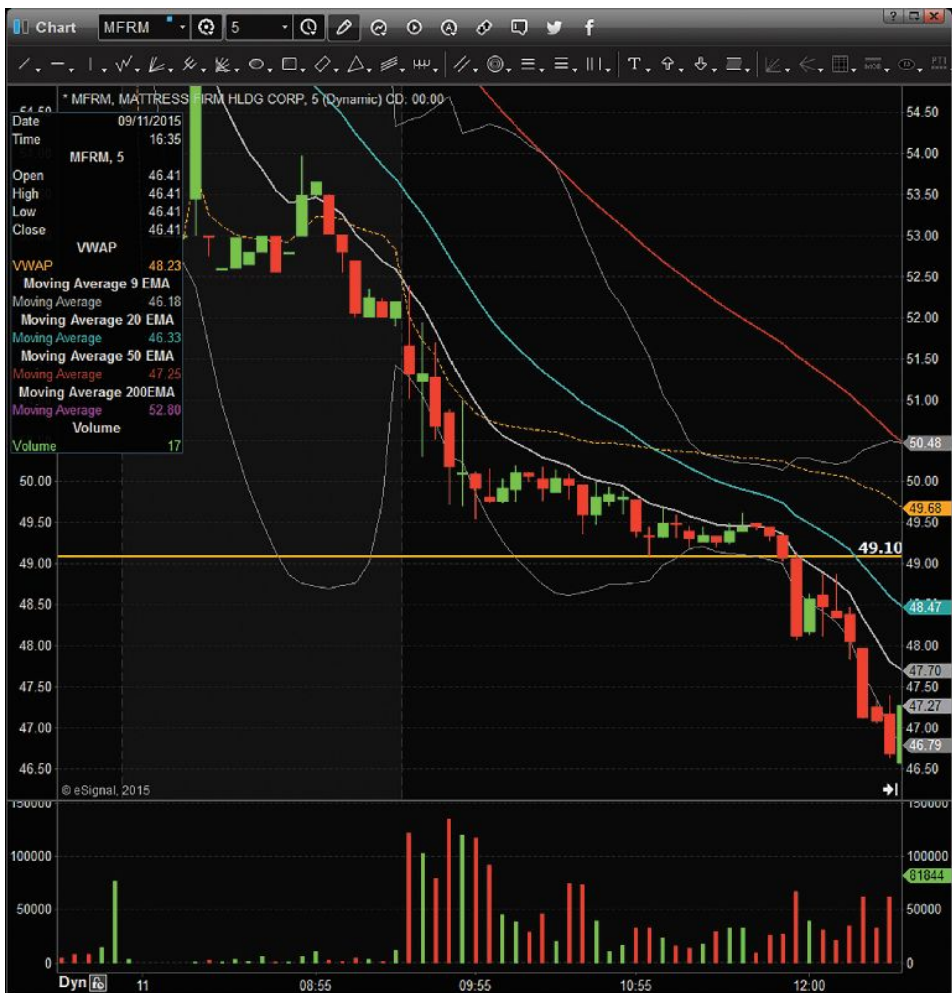 Chart MFRM 5
* MFRM, MATTRESS FIRM HLDG CORP, 5 (Dynamic) CD, 00.00
Date 09/11/2015
Time 16:35
MFRM, 5
Open 46.41
High 46.41
Low 46.41
Close 46.41
VWAP
VWAP 48.23
Moving Average 9 EMA
Moving Average 46.18
Moving Average 20 EMA
Moving Average 46.33
Moving Average 50 EMA
Moving Average 47.25
Moving Average 200EMA
Moving Average 52.80
Volume
Volume 17
50.00
49.50
49.00
48.50
48.00
47.50
47.00
46.50
54.50
54.00
53.50
53.00
52.50
52.00
51.50
51.00
50.48
50.00
49.68
49.50
49.10
49.00
48.47
48.00
47.70
47.50
47.27
47.00
46.79
46.50
© eSignal, 2015
150000 150000
100000 100000
81844
50000 50000
0 0
Dyn 11 08:55 09:55 10:55 12:00